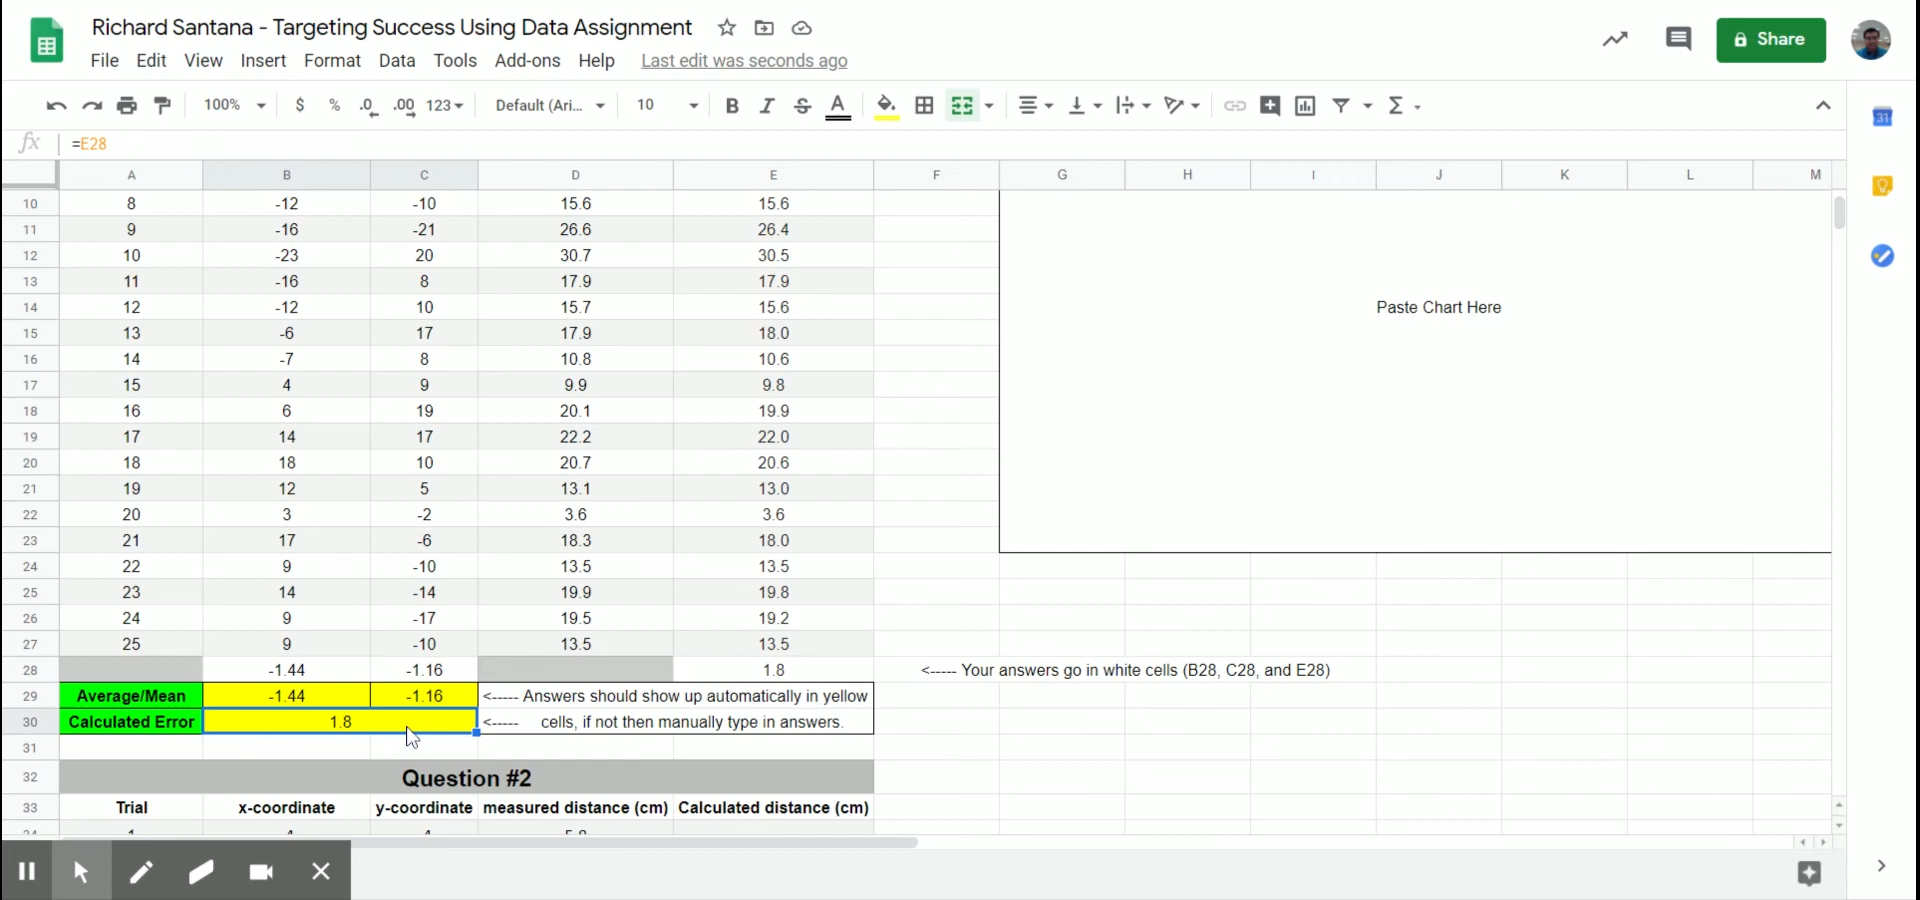 Richard Santana - Targeting Success Using Data Assignment
File Edit View Insert Format Data Tools Add-ons Help Last edit was seconds ago
Share
100% $ % .0 .00 123 Default (Ari... 10 B I S A Σ
31
fx =E28
A B C D E F G H I J K L M
10 8 -12 -10 15.6 15.6
11 9 -16 -21 26.6 26.4
12 10 -23 20 30.7 30.5
13 11 -16 8 17.9 17.9
14 12 -12 10 15.7 15.6 Paste Chart Here
15 13 -6 17 17.9 18.0
16 14 -7 8 10.8 10.6
17 15 4 9 9.9 9.8
18 16 6 19 20.1 19.9
19 17 14 17 22.2 22.0
20 18 18 10 20.7 20.6
21 19 12 5 13.1 13.0
22 20 3 -2 3.6 3.6
23 21 17 -6 18.3 18.0
24 22 9 -10 13.5 13.5
25 23 14 -14 19.9 19.8
26 24 9 -17 19.5 19.2
27 25 9 -10 13.5 13.5
28 -1.44 -1.16 1.8 <----- Your answers go in white cells (B28, C28, and E28)
29 Average/Mean -1.44 -1.16 <----- Answers should show up automatically in yellow
30 Calculated Error 1.8 <----- cells, if not then manually type in answers.
31
32 Question #2
33 Trial x-coordinate y-coordinate measured distance (cm) Calculated distance (cm)